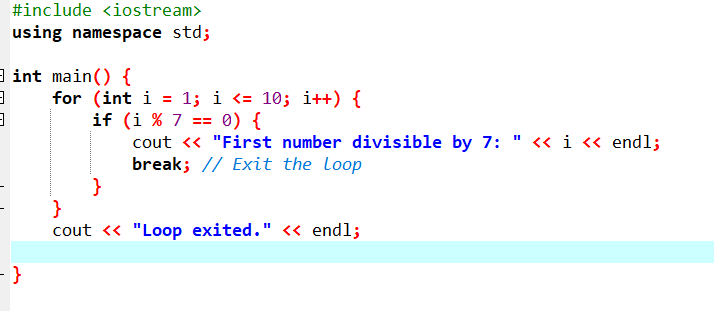 #include <iostream>
using namespace std;

int main() {
    for (int i = 1; i <= 10; i++) {
        if (i % 7 == 0) {
            cout << "First number divisible by 7: " << i << endl;
            break; // Exit the loop
        }
    }
    cout << "Loop exited." << endl;

}